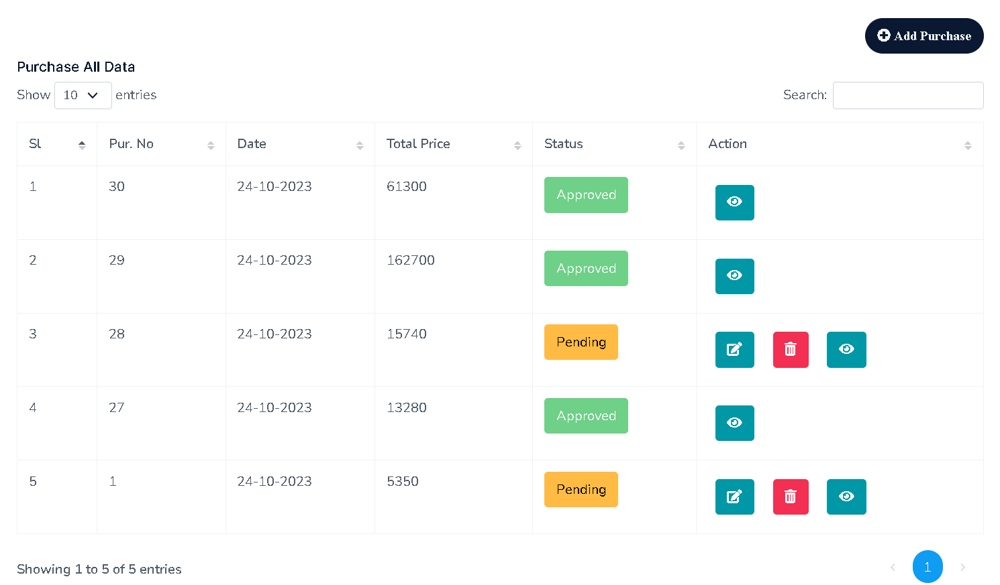 Add Purchase
Purchase All Data
Show 10 entries Search:
Sl Pur. No Date Total Price Status Action
1 30 24-10-2023 61300 Approved
2 29 24-10-2023 162700 Approved
3 28 24-10-2023 15740 Pending
4 27 24-10-2023 13280 Approved
5 1 24-10-2023 5350 Pending
Showing 1 to 5 of 5 entries 1